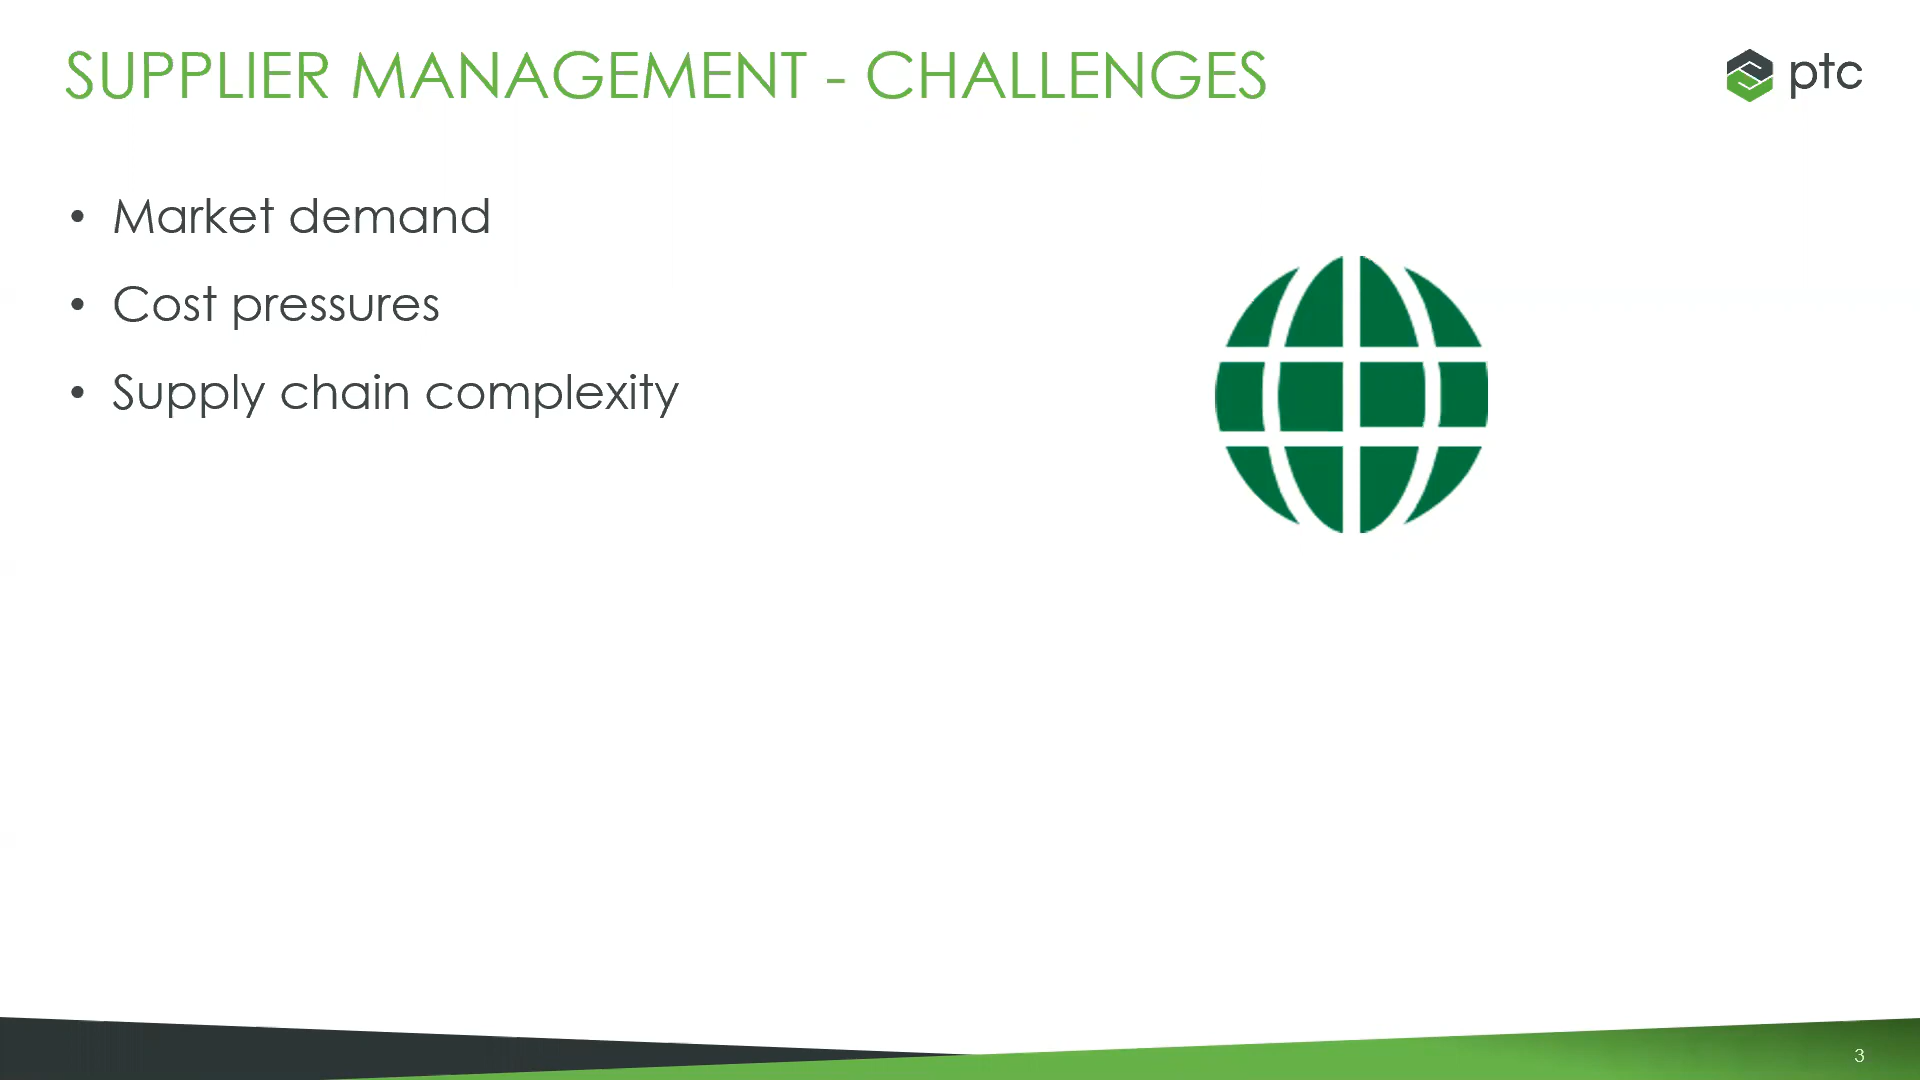 SUPPLIER MANAGEMENT - CHALLENGES
ptc
• Market demand
• Cost pressures
• Supply chain complexity
3